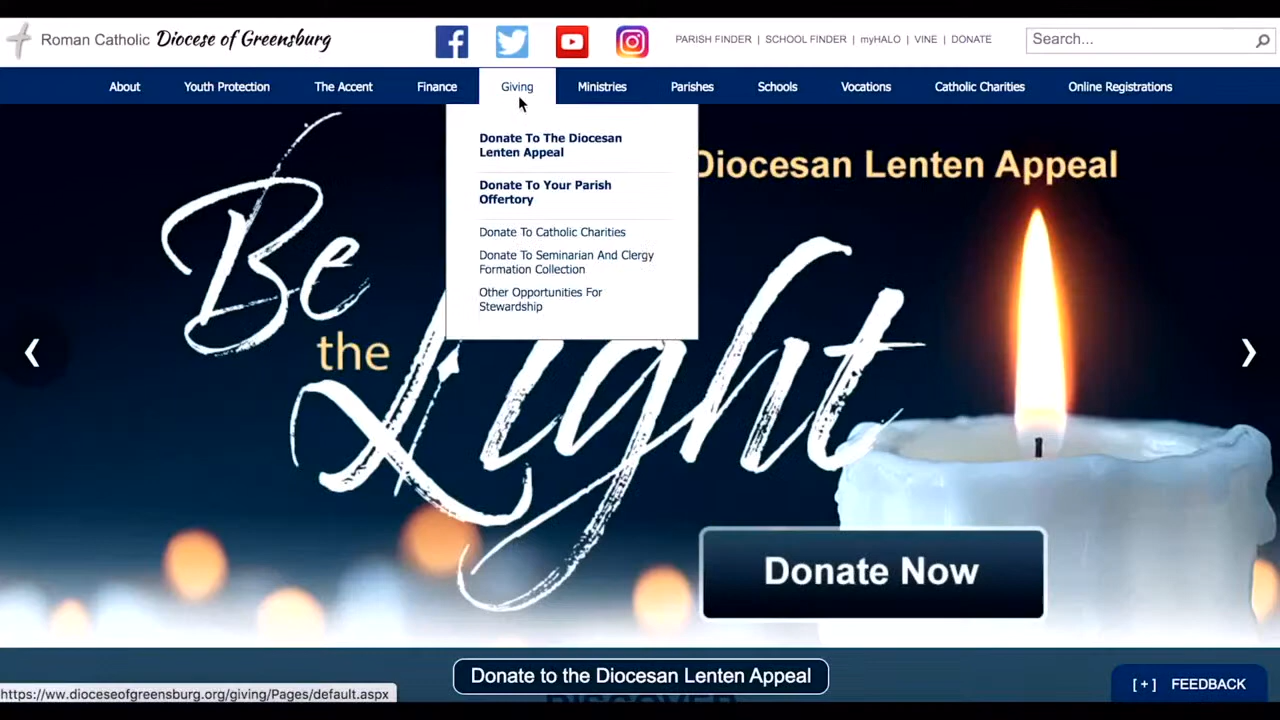 Roman Catholic Diocese of Greensburg
PARISH FINDER | SCHOOL FINDER | myHALO | VINE | DONATE
Search...
About Youth Protection The Accent Finance Giving Ministries Parishes Schools Vocations Catholic Charities Online Registrations
Donate To The Diocesan
Lenten Appeal
Donate To Your Parish
Offertory
Donate To Catholic Charities
Donate To Seminarian And Clergy
Formation Collection
Other Opportunities For
Stewardship
Diocesan Lenten Appeal
Be
the
Light
Donate Now
Donate to the Diocesan Lenten Appeal
https://ww.dioceseofgreensburg.org/giving/Pages/default.aspx
DISCOVER
[+] FEEDBACK